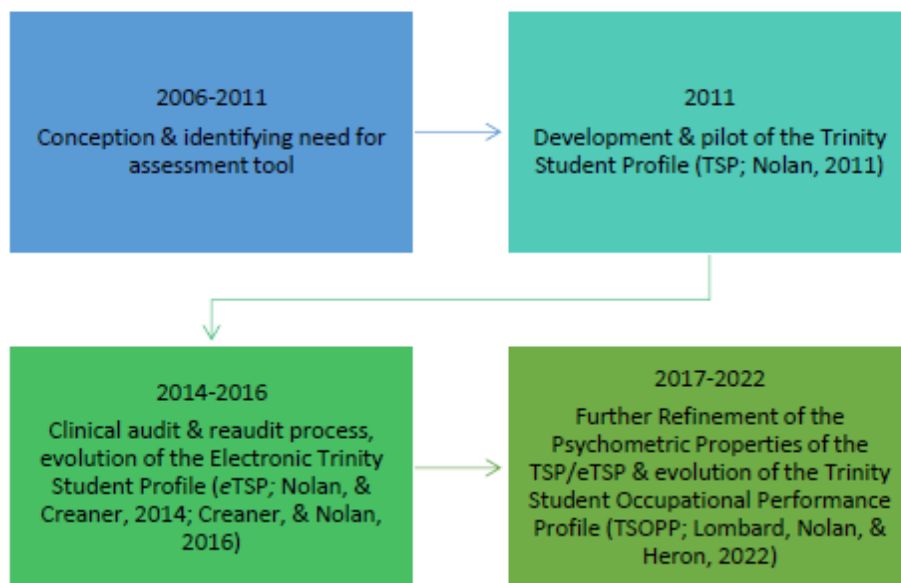 2006-2011
Conception & identifying need for
assessment tool
2011
Development & pilot of the Trinity
Student Profile (TSP; Nolan, 2011)
2014-2016
Clinical audit & reaudit process,
evolution of the Electronic Trinity
Student Profile (eTSP; Nolan, &
Creaner, 2014; Creaner, & Nolan,
2016)
2017-2022
Further Refinement of the
Psychometric Properties of the
TSP/eTSP & evolution of the Trinity
Student Occupational Performance
Profile (TSOPP; Lombard, Nolan, &
Heron, 2022)